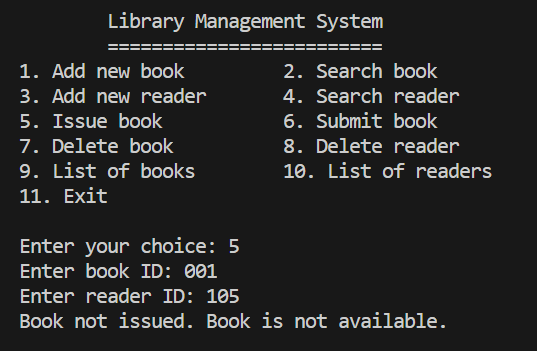 Library Management System
=========================
1. Add new book 2. Search book
3. Add new reader 4. Search reader
5. Issue book 6. Submit book
7. Delete book 8. Delete reader
9. List of books 10. List of readers
11. Exit
Enter your choice: 5
Enter book ID: 001
Enter reader ID: 105
Book not issued. Book is not available.